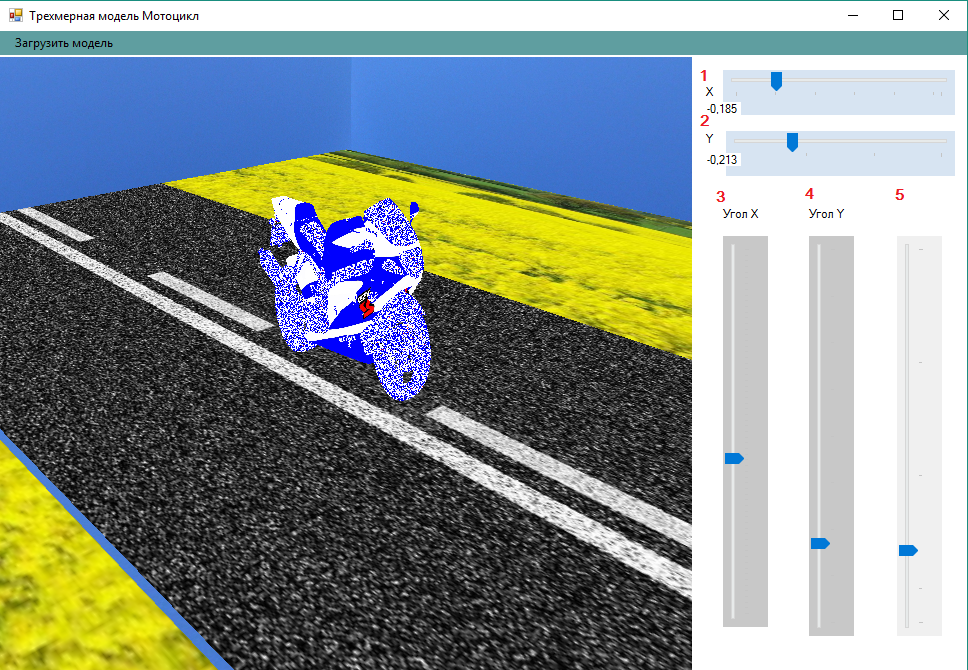 Трехмерная модель Мотоцикл
Загрузить модель
1
X
-0,185
2
Y
-0,213
3 4 5
Угол X Угол Y